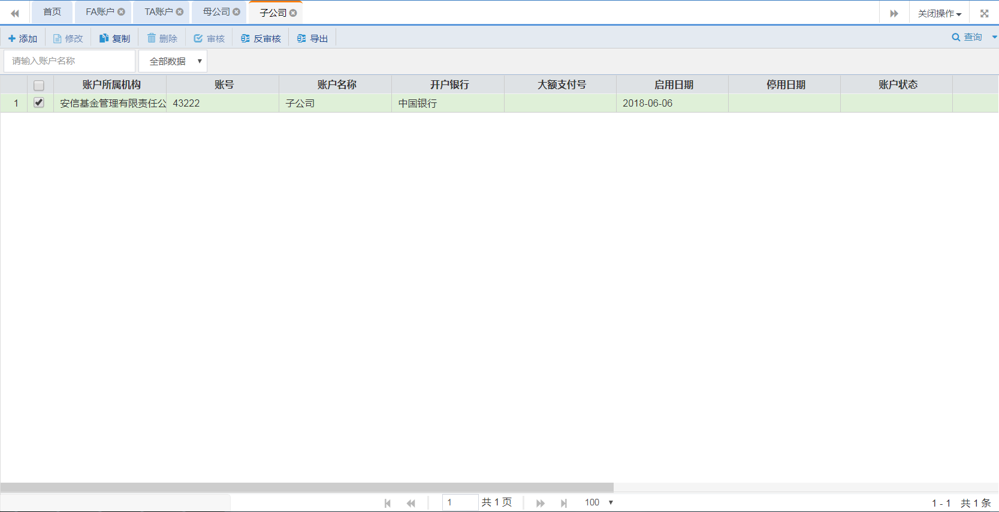 首页 FA账户 TA账户 母公司 子公司 关闭操作
添加 修改 复制 删除 审核 反审核 导出 查询
请输入账户名称 全部数据
账户所属机构 账号 账户名称 开户银行 大额支付号 启用日期 停用日期 账户状态
1 安信基金管理有限责任公 43222 子公司 中国银行 2018-06-06
1 共 1 页 100 1 - 1 共 1 条